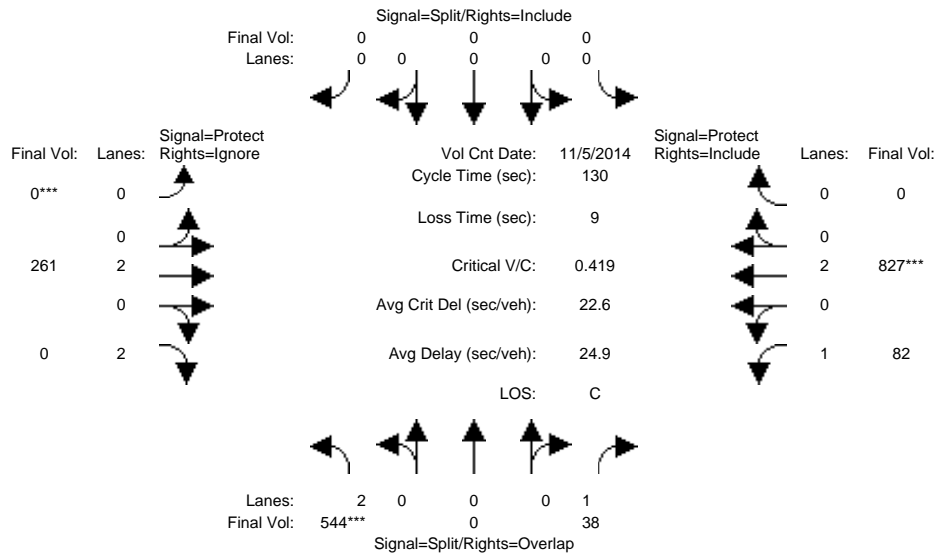 Signal=Split/Rights=Include
Final Vol: 0 0 0
Lanes: 0 0 0 0 0
Signal=Protect Signal=Protect
Final Vol: Lanes: Rights=Ignore Vol Cnt Date: 11/5/2014 Rights=Include Lanes: Final Vol:
Cycle Time (sec): 130
0*** 0 0 0
Loss Time (sec): 9
0 0
261 2 Critical V/C: 0.419 2 827***
0 Avg Crit Del (sec/veh): 22.6 0
0 2 Avg Delay (sec/veh): 24.9 1 82
LOS: C
Lanes: 2 0 0 0 1
Final Vol: 544*** 0 38
Signal=Split/Rights=Overlap